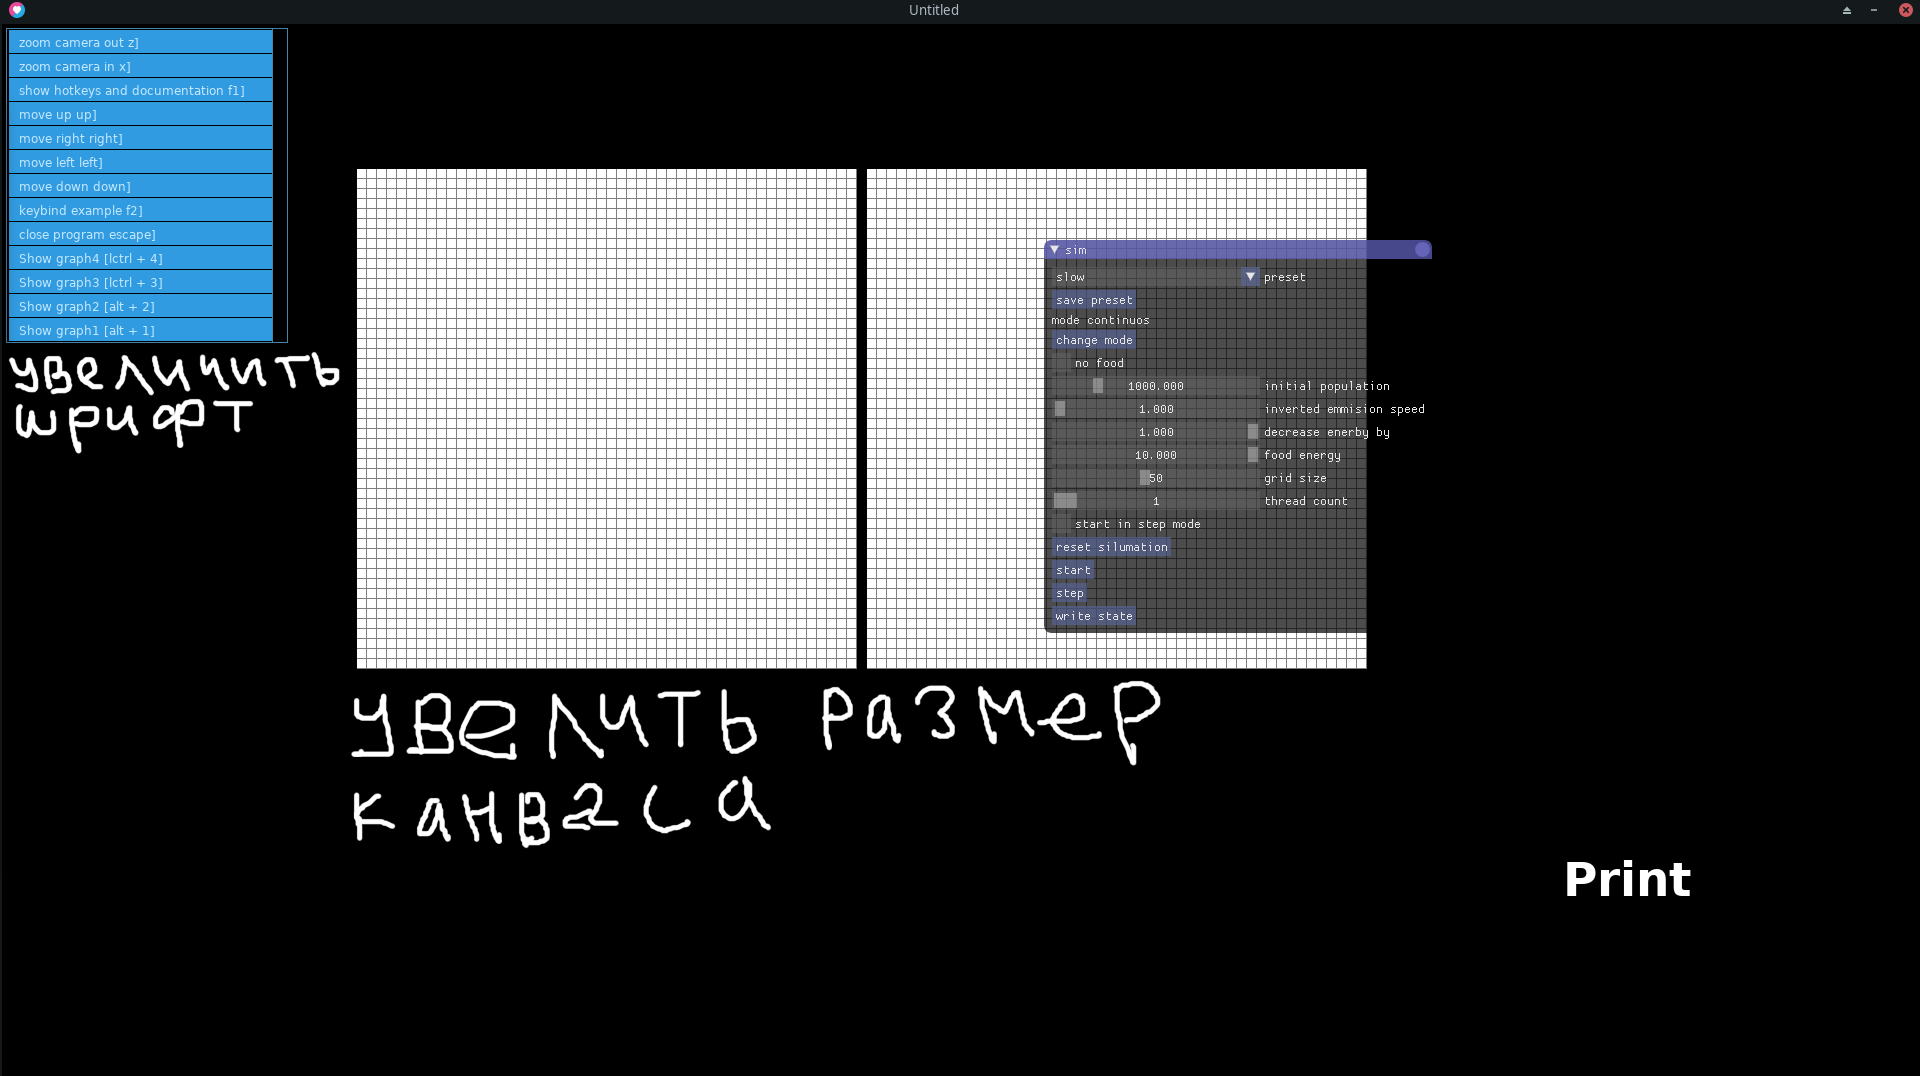 Untitled
zoom camera out z]
zoom camera in x]
show hotkeys and documentation f1]
move up up]
move right right]
move left left]
move down down]
keybind example f2]
close program escape]
Show graph4 [lctrl + 4]
Show graph3 [lctrl + 3]
Show graph2 [alt + 2]
Show graph1 [alt + 1]
увеличить
шрифт
sim
slow preset
save preset
mode continuos
change mode
no food
1000.000 initial population
1.000 inverted emmision speed
1.000 decrease enerby by
10.000 food energy
50 grid size
1 thread count
start in step mode
reset silumation
start
step
write state
увелить размер
канваса
Print